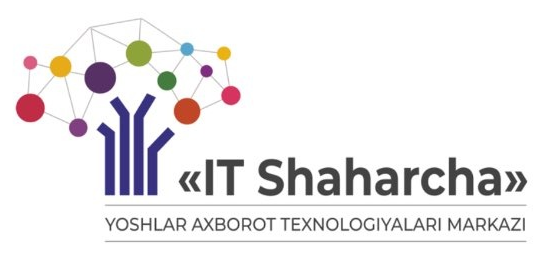 «IT Shaharcha»
YOSHLAR AXBOROT TEXNOLOGIYALARI MARKAZI